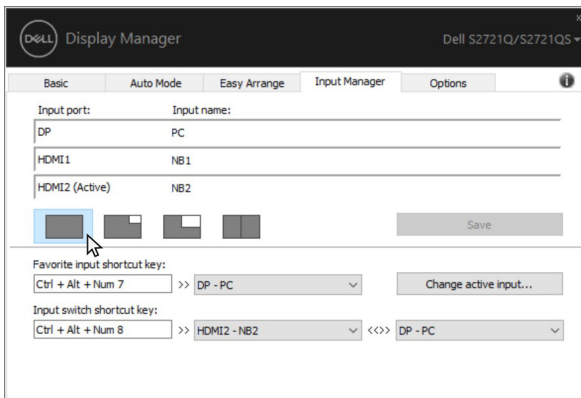 DELL Display Manager Dell S2721Q/S2721QS
Basic Auto Mode Easy Arrange Input Manager Options
Input port: Input name:
DP PC
HDMI1 NB1
HDMI2 (Active) NB2
Save
Favorite input shortcut key:
Ctrl + Alt + Num 7 >> DP - PC Change active input...
Input switch shortcut key:
Ctrl + Alt + Num 8 >> HDMI2 - NB2 <<>> DP - PC